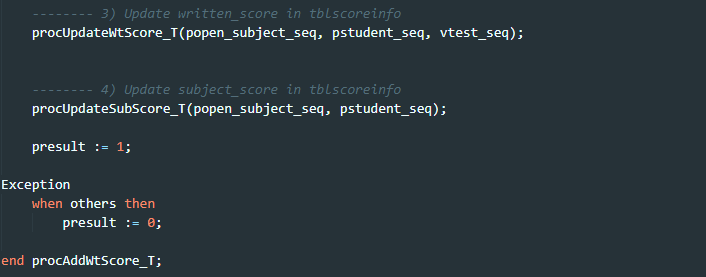 -------- 3) Update written_score in tblscoreinfo
procUpdateWtScore_T(popen_subject_seq, pstudent_seq, vtest_seq);
-------- 4) Update subject_score in tblscoreinfo
procUpdateSubScore_T(popen_subject_seq, pstudent_seq);
presult := 1;
Exception
when others then
presult := 0;
end procAddWtScore_T;